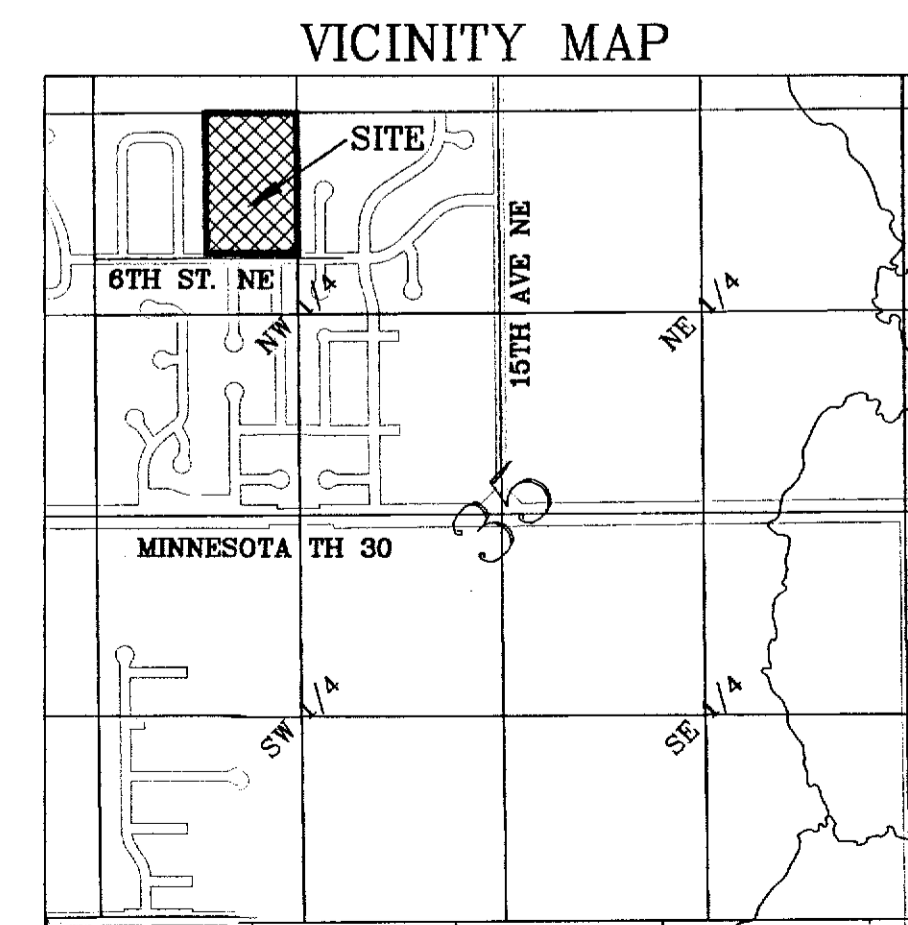 VICINITY MAP
SITE
6TH ST. NE
15TH AVE NE
NW 1/4
NE 1/4
35
MINNESOTA TH 30
SW 1/4
SE 1/4